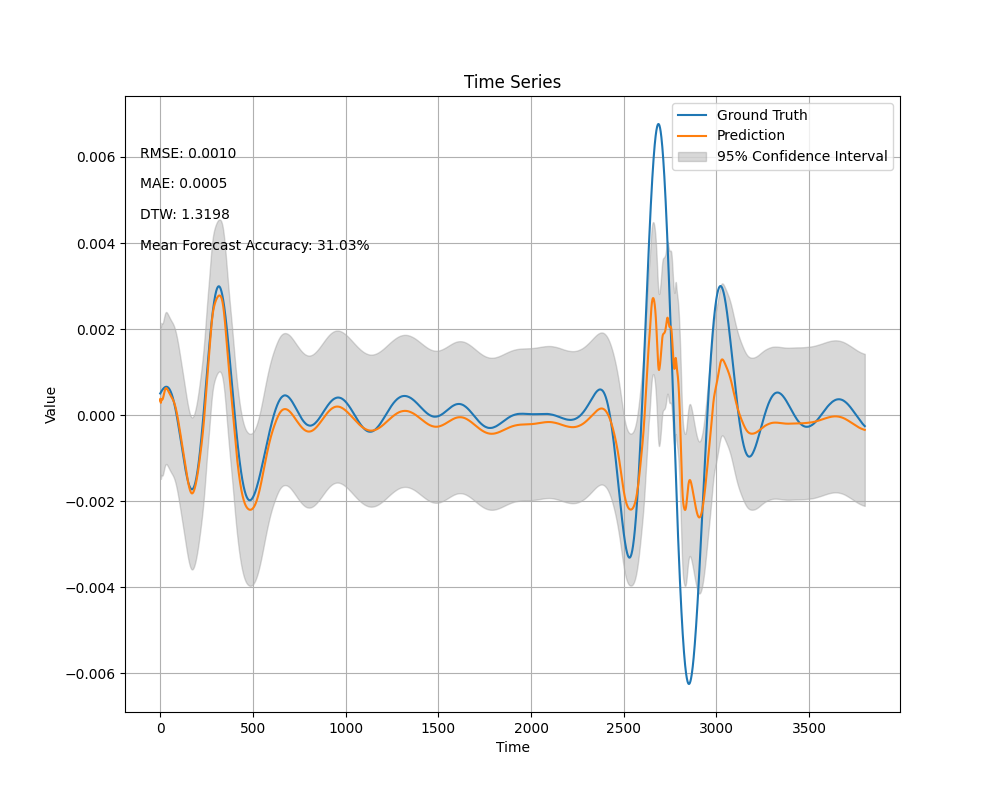 Time Series
Ground Truth
Prediction
95% Confidence Interval
RMSE: 0.0010
MAE: 0.0005
DTW: 1.3198
Mean Forecast Accuracy: 31.03%
Value
0.006
0.004
0.002
0.000
−0.002
−0.004
−0.006
0 500 1000 1500 2000 2500 3000 3500
Time